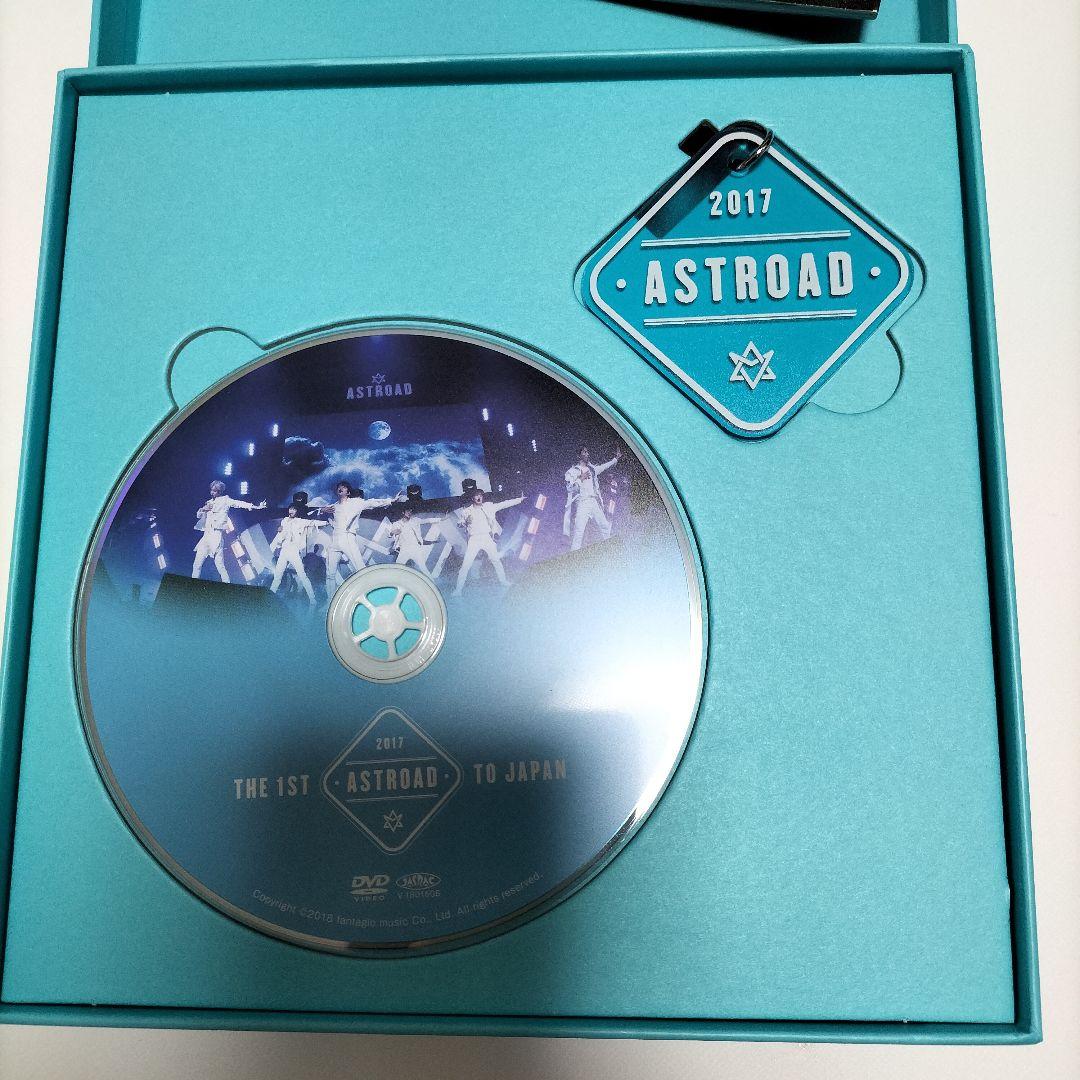 2017
ASTROAD
ASTROAD
2017
THE 1ST · ASTROAD · TO JAPAN
DVD
VIDEO
JASRAC
Copyright ©2018 fantagio music Co., Ltd. All rights reserved.